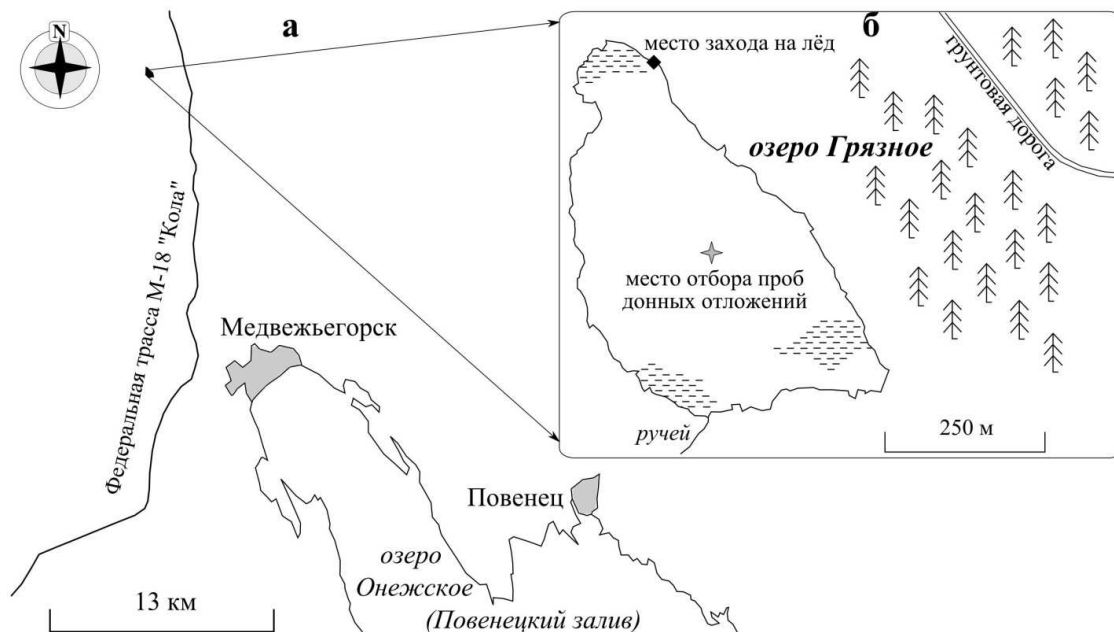 N
а
б
место захода на лёд
грунтовая дорога
озеро Грязное
место отбора проб
донных отложений
Федеральная трасса М-18 "Кола"
Медвежьегорск
ручей
250 м
Повенец
озеро
Онежское
(Повенецкий залив)
13 км